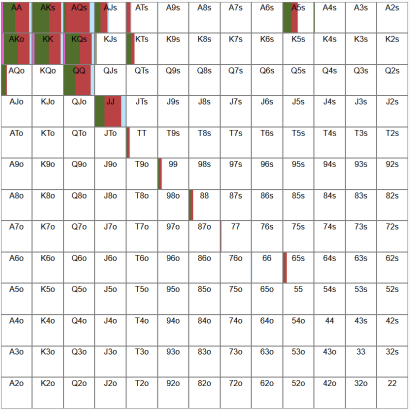 AA AKs AQs AJs ATs A9s A8s A7s A6s A5s A4s A3s A2s
AKo KK KQs KJs KTs K9s K8s K7s K6s K5s K4s K3s K2s
AQo KQo QQ QJs QTs Q9s Q8s Q7s Q6s Q5s Q4s Q3s Q2s
AJo KJo QJo JJ JTs J9s J8s J7s J6s J5s J4s J3s J2s
ATo KTo QTo JTo TT T9s T8s T7s T6s T5s T4s T3s T2s
A9o K9o Q9o J9o T9o 99 98s 97s 96s 95s 94s 93s 92s
A8o K8o Q8o J8o T8o 98o 88 87s 86s 85s 84s 83s 82s
A7o K7o Q7o J7o T7o 97o 87o 77 76s 75s 74s 73s 72s
A6o K6o Q6o J6o T6o 96o 86o 76o 66 65s 64s 63s 62s
A5o K5o Q5o J5o T5o 95o 85o 75o 65o 55 54s 53s 52s
A4o K4o Q4o J4o T4o 94o 84o 74o 64o 54o 44 43s 42s
A3o K3o Q3o J3o T3o 93o 83o 73o 63o 53o 43o 33 32s
A2o K2o Q2o J2o T2o 92o 82o 72o 62o 52o 42o 32o 22